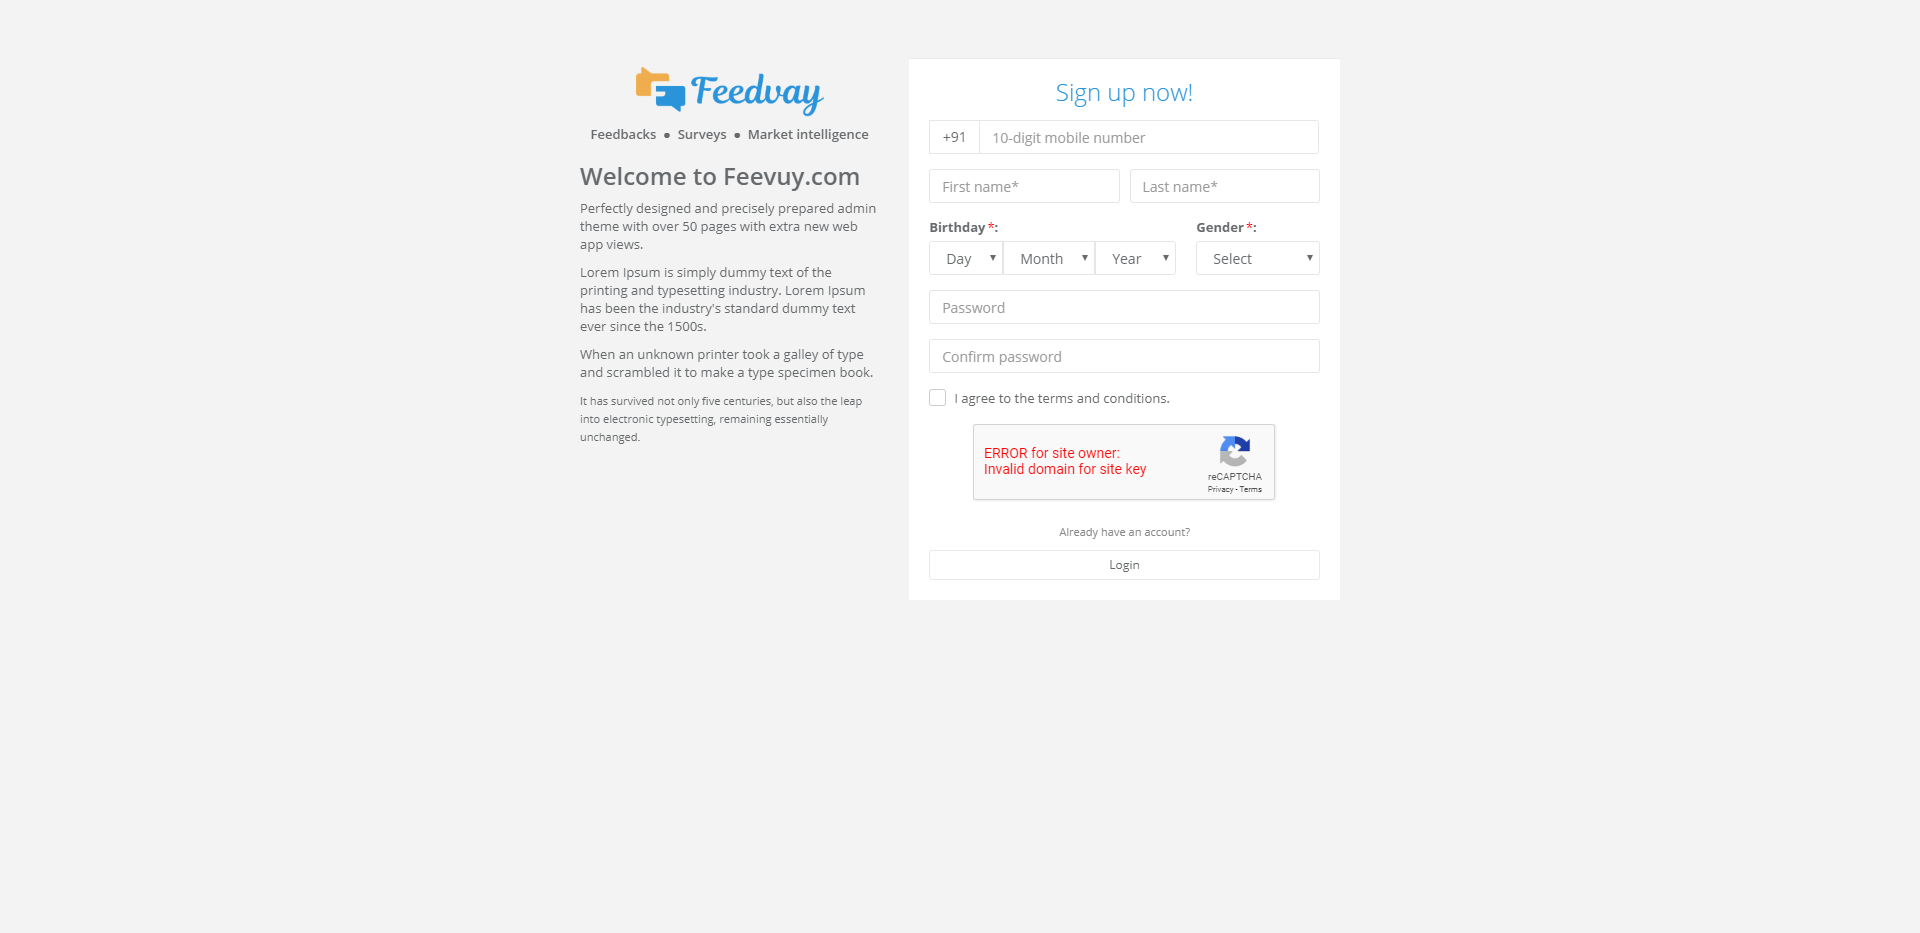 Feedvay
Feedbacks ● Surveys ● Market intelligence
Welcome to Feevuy.com
Perfectly designed and precisely prepared admin
theme with over 50 pages with extra new web
app views.
Lorem Ipsum is simply dummy text of the
printing and typesetting industry. Lorem Ipsum
has been the industry's standard dummy text
ever since the 1500s.
When an unknown printer took a galley of type
and scrambled it to make a type specimen book.
It has survived not only five centuries, but also the leap
into electronic typesetting, remaining essentially
unchanged.
Sign up now!
+91 10-digit mobile number
First name* Last name*
Birthday *: Gender *:
Day Month Year Select
Password
Confirm password
I agree to the terms and conditions.
ERROR for site owner:
Invalid domain for site key
reCAPTCHA
Privacy - Terms
Already have an account?
Login